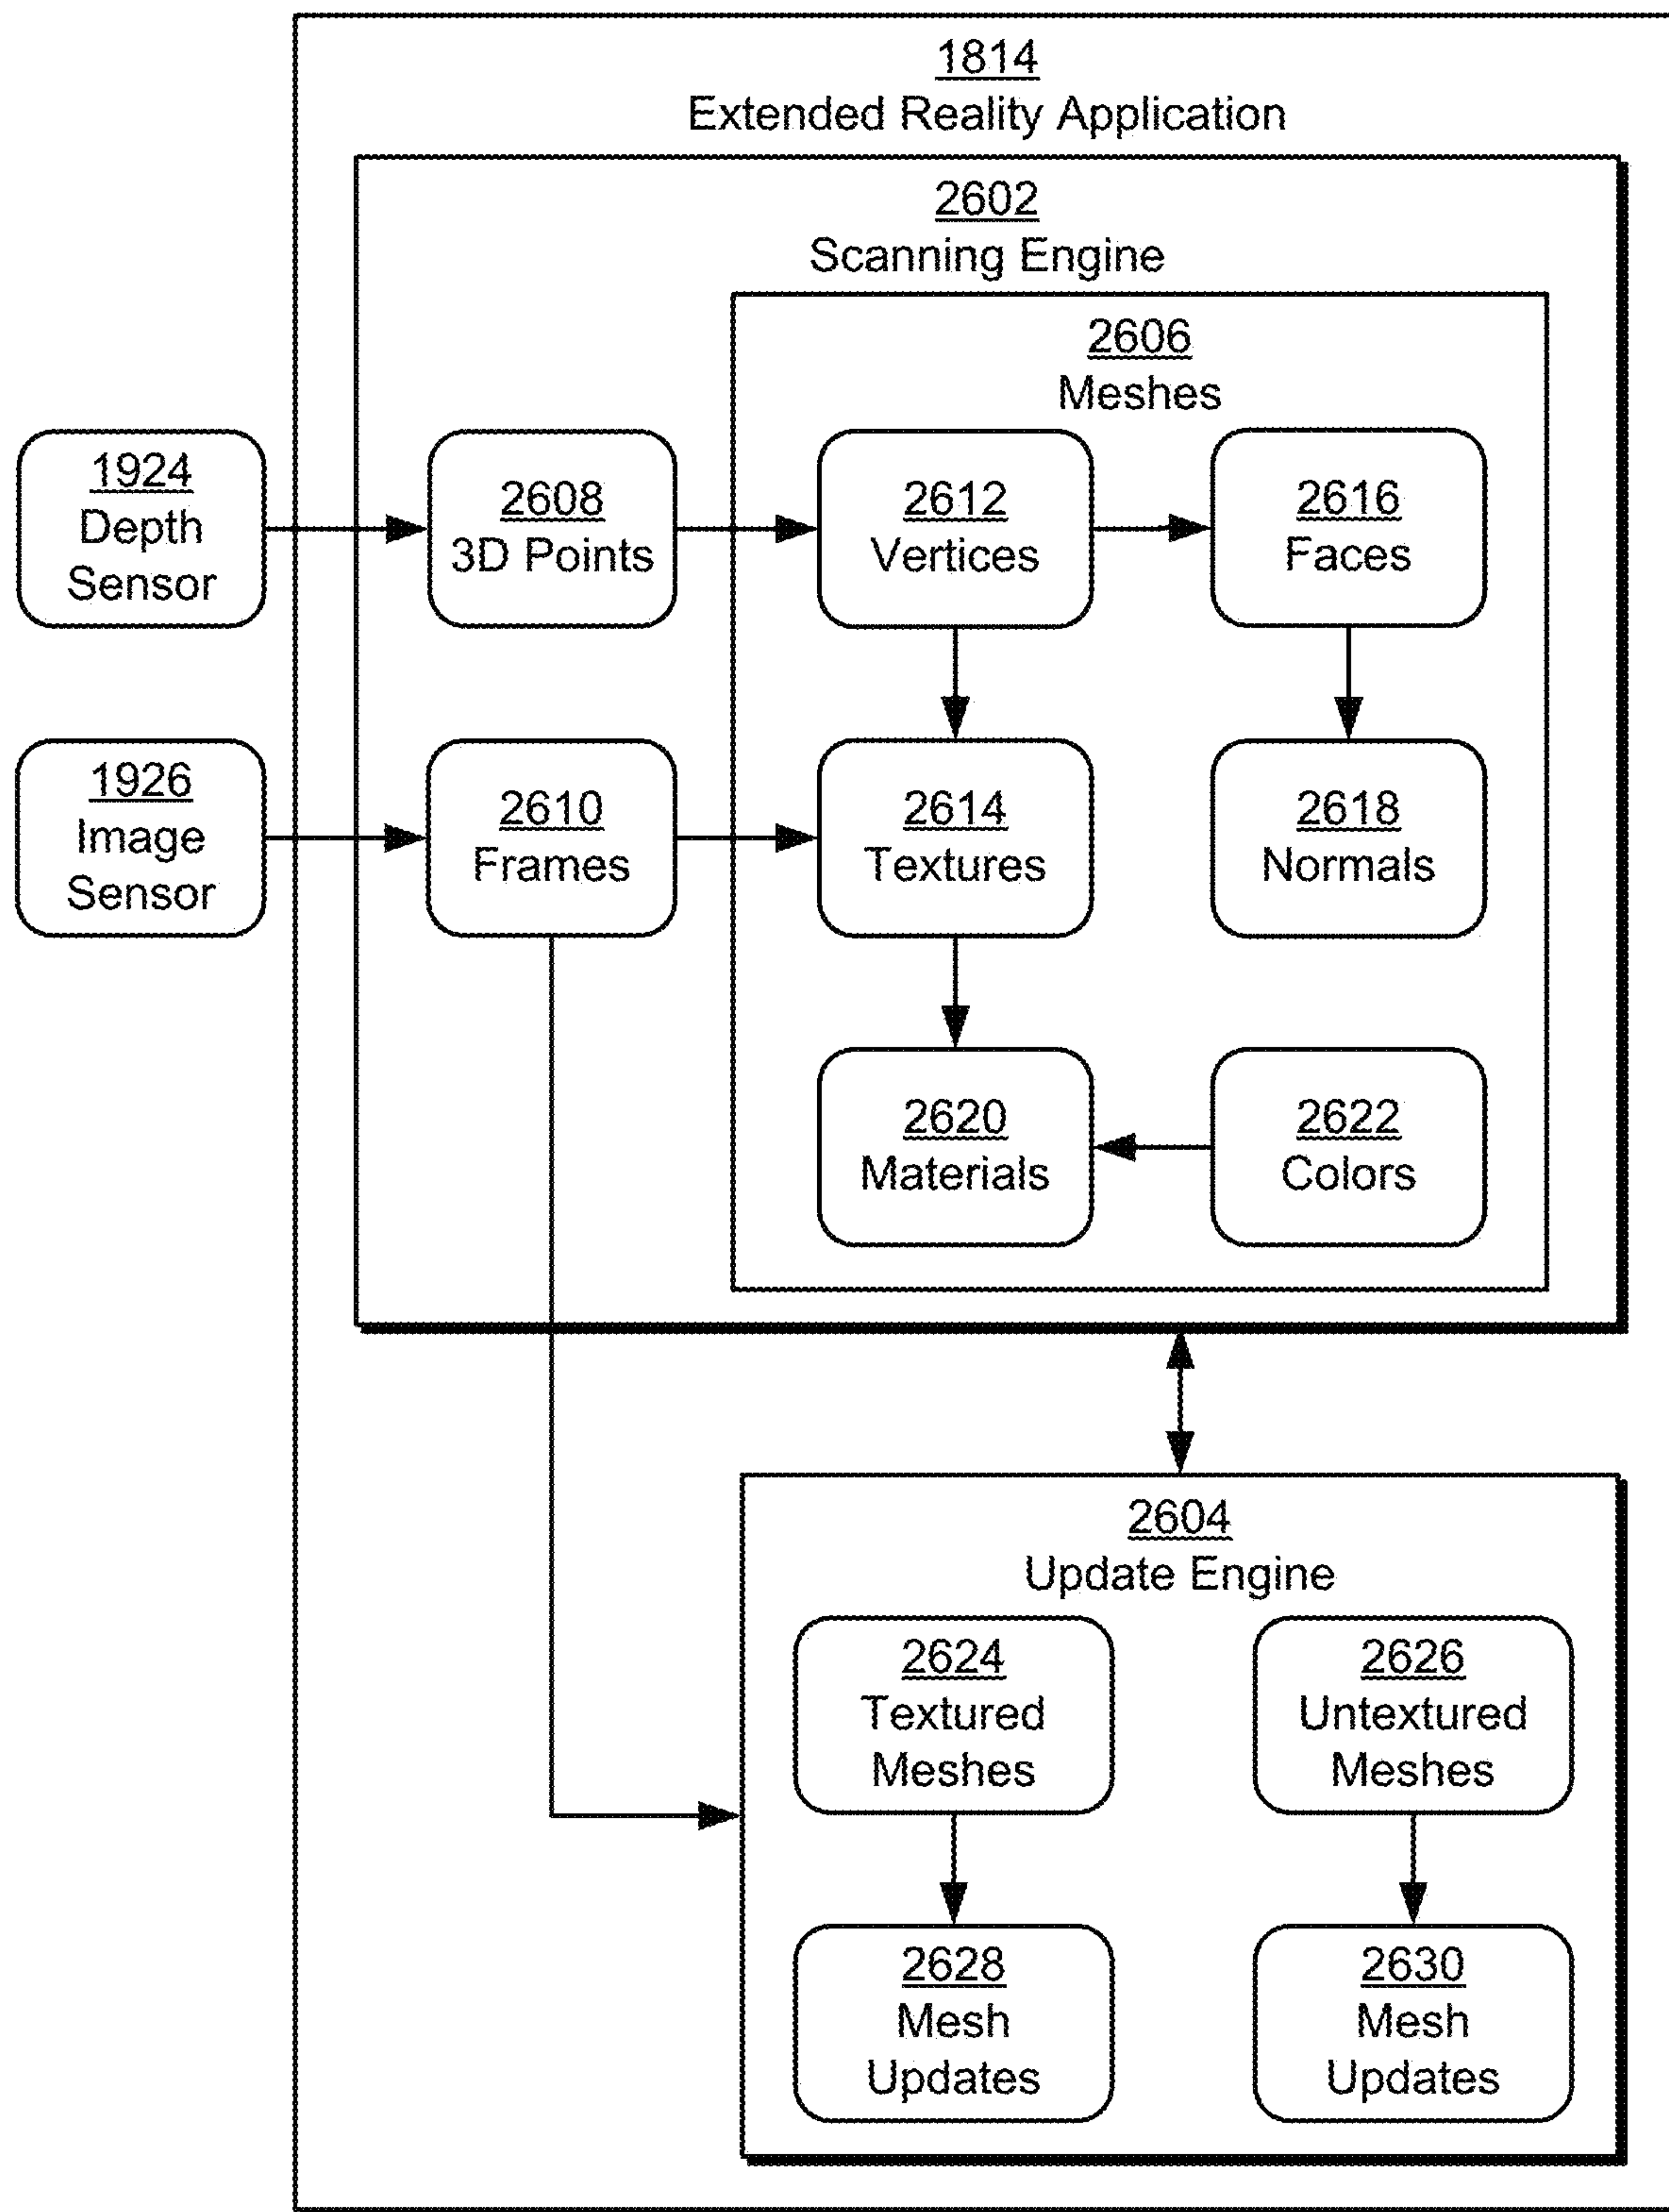 1814
Extended Reality Application
2602
Scanning Engine
2606
Meshes
1924
Depth
Sensor
2608
3D Points
2612
Vertices
2616
Faces
1926
Image
Sensor
2610
Frames
2614
Textures
2618
Normals
2620
Materials
2622
Colors
2604
Update Engine
2624
Textured
Meshes
2626
Untextured
Meshes
2628
Mesh
Updates
2630
Mesh
Updates